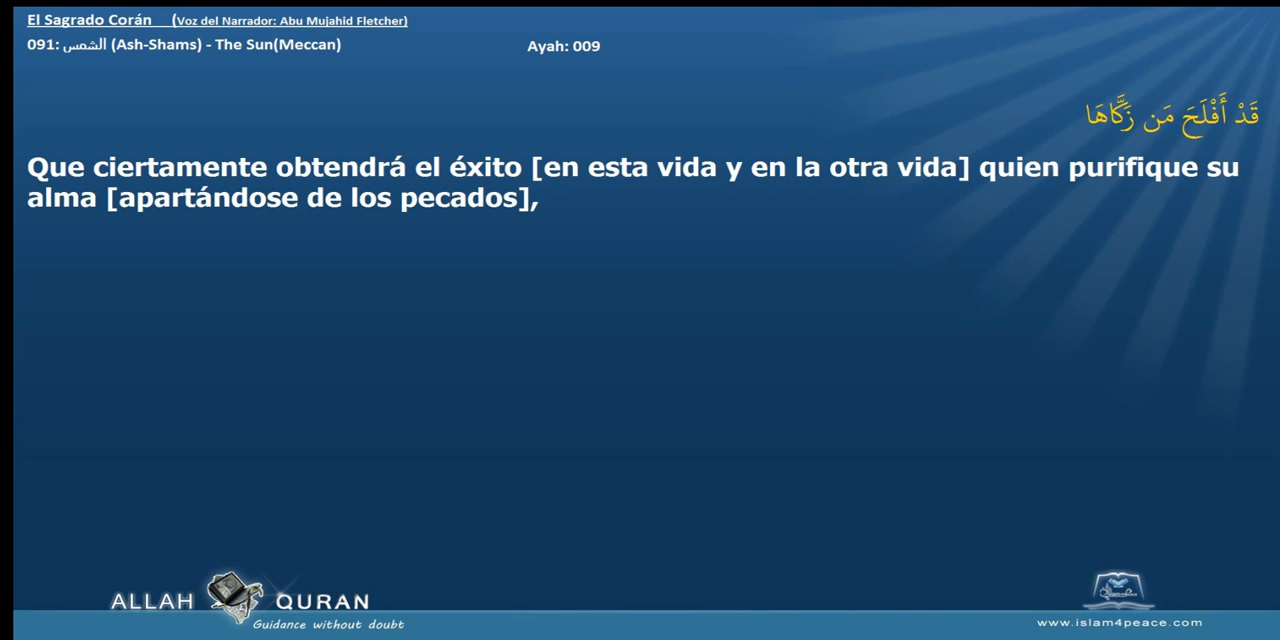 El Sagrado Corán (Voz del Narrador: Abu Mujahid Fletcher)
091: الشمس (Ash-Shams) - The Sun(Meccan) Ayah: 009
قَدْ أَفْلَحَ مَن زَكَّاهَا
Que ciertamente obtendrá el éxito [en esta vida y en la otra vida] quien purifique su
alma [apartándose de los pecados],
ALLAH QURAN
Guidance without doubt
www.islam4peace.com